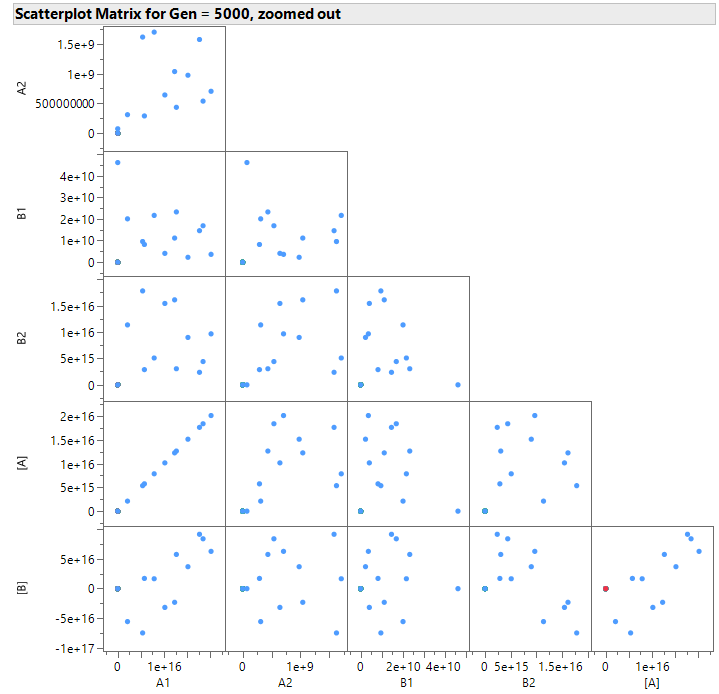 Scatterplot Matrix for Gen = 5000, zoomed out
1.5e+9
1e+9
500000000
0
A2
4e+10
3e+10
2e+10
1e+10
0
B1
1.5e+16
1e+16
5e+15
0
B2
2e+16
1.5e+16
1e+16
5e+15
0
[A]
5e+16
0
-5e+16
-1e+17
[B]
0 1e+16 0 1e+9 0 2e+10 4e+10 0 5e+15 1.5e+16 0 1e+16
A1 A2 B1 B2 [A]